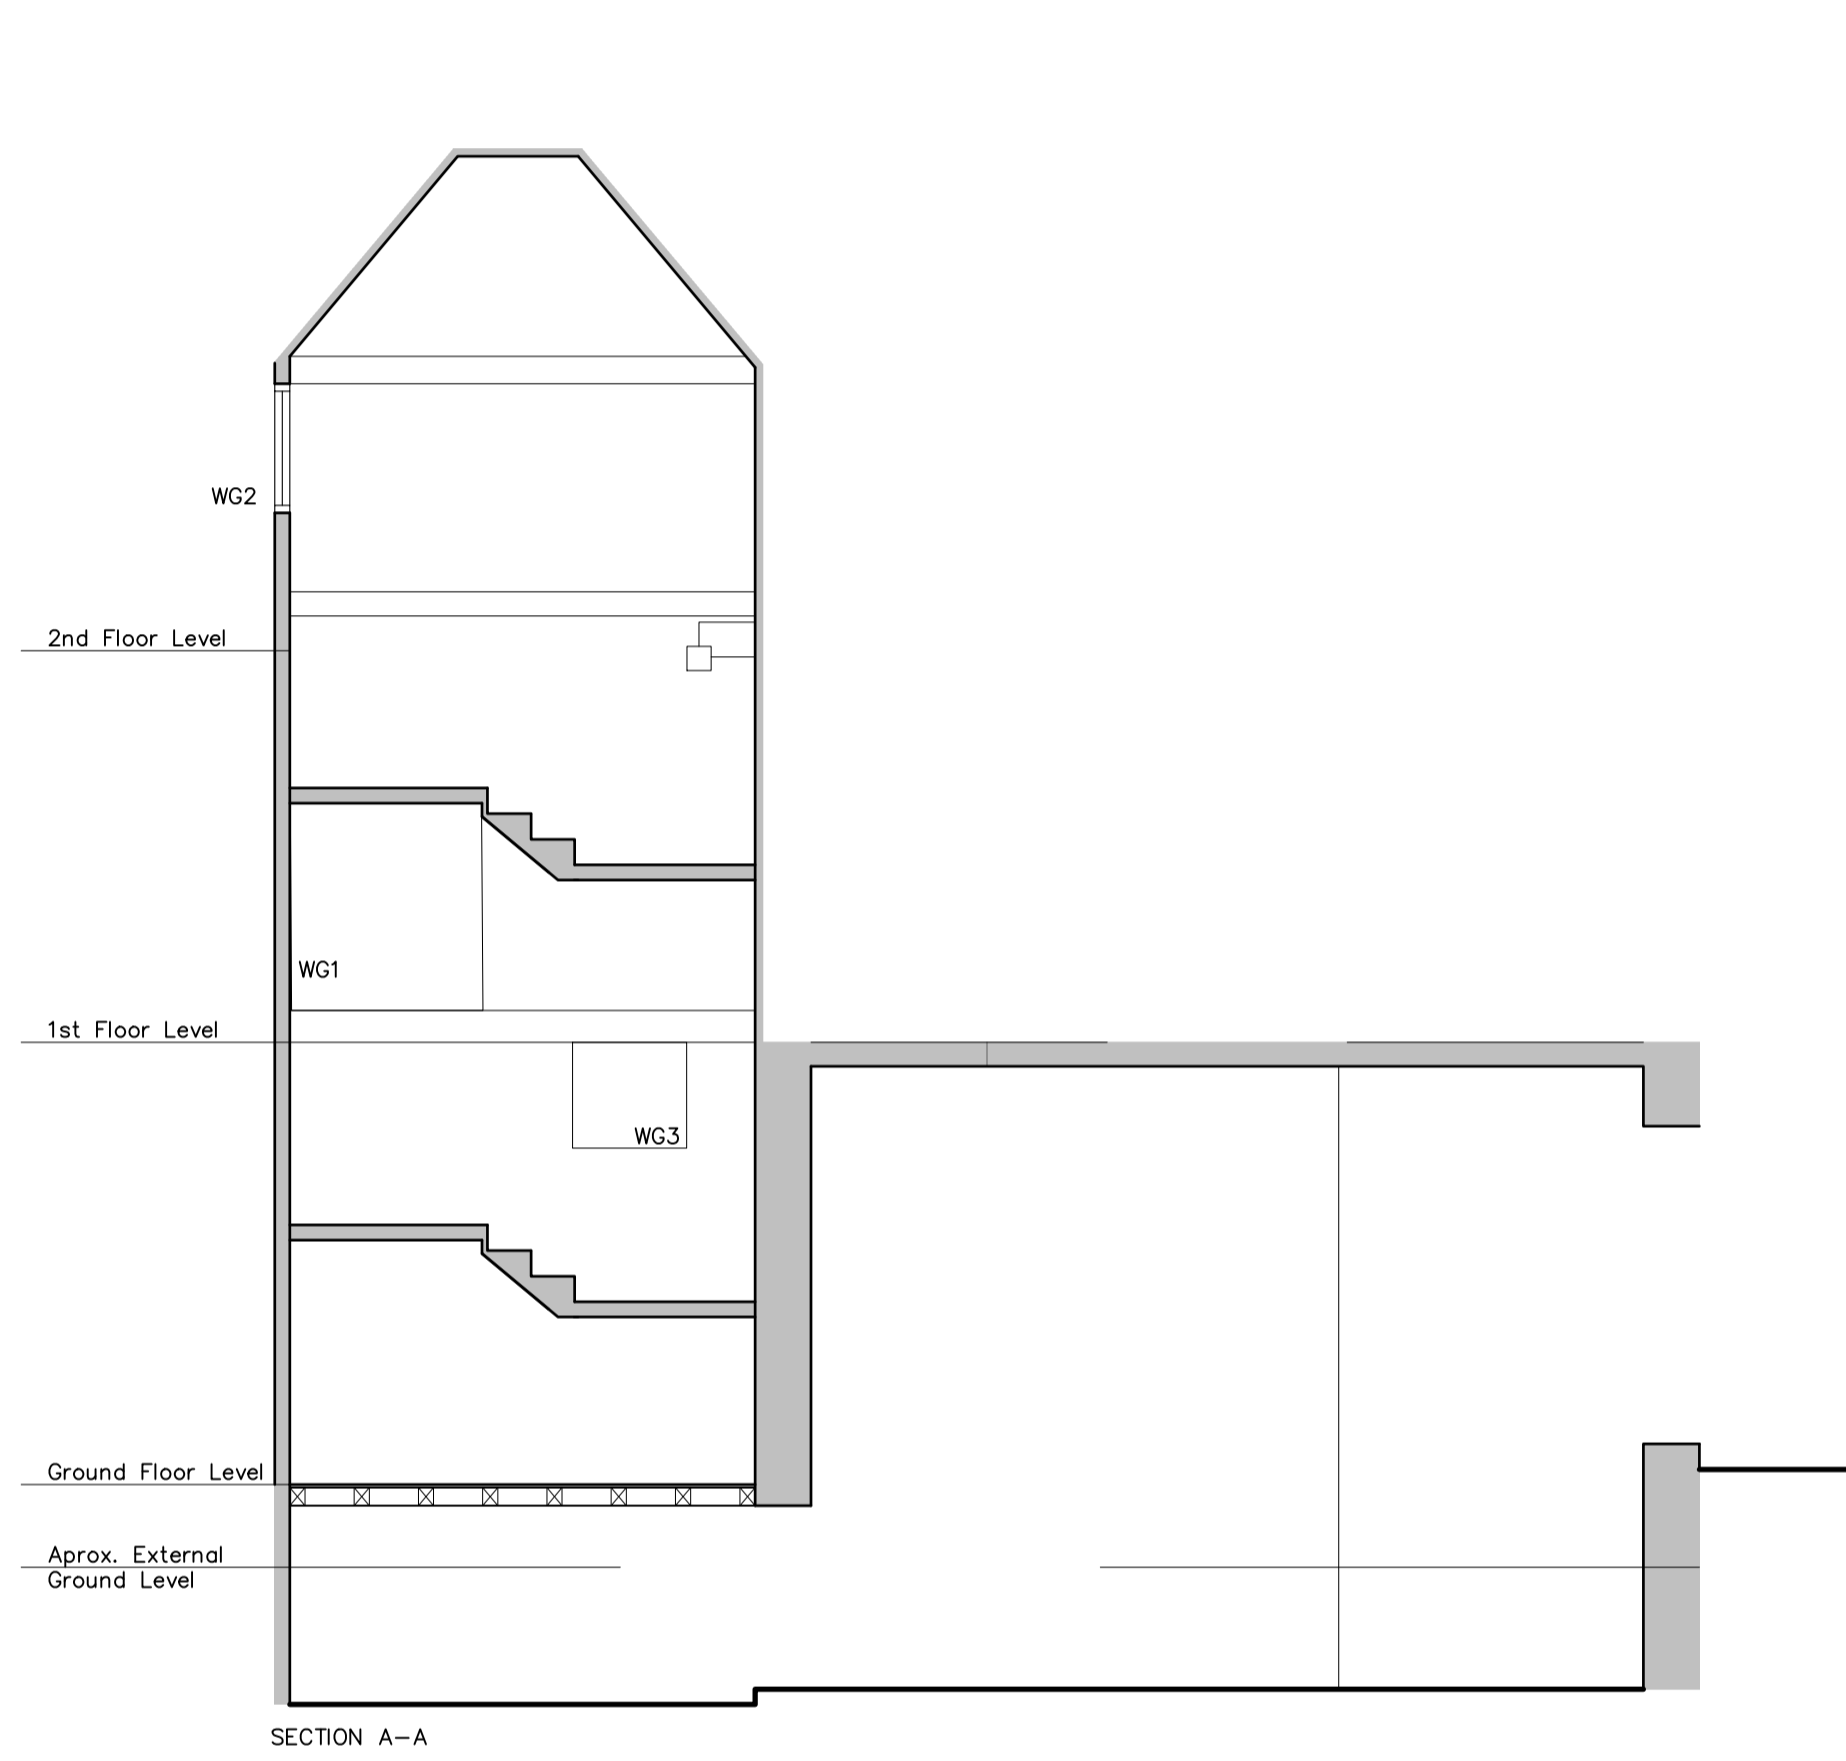 WG2
2nd Floor Level
WG1
1st Floor Level
WG3
Ground Floor Level
Aprox. External
Ground Level
SECTION A-A